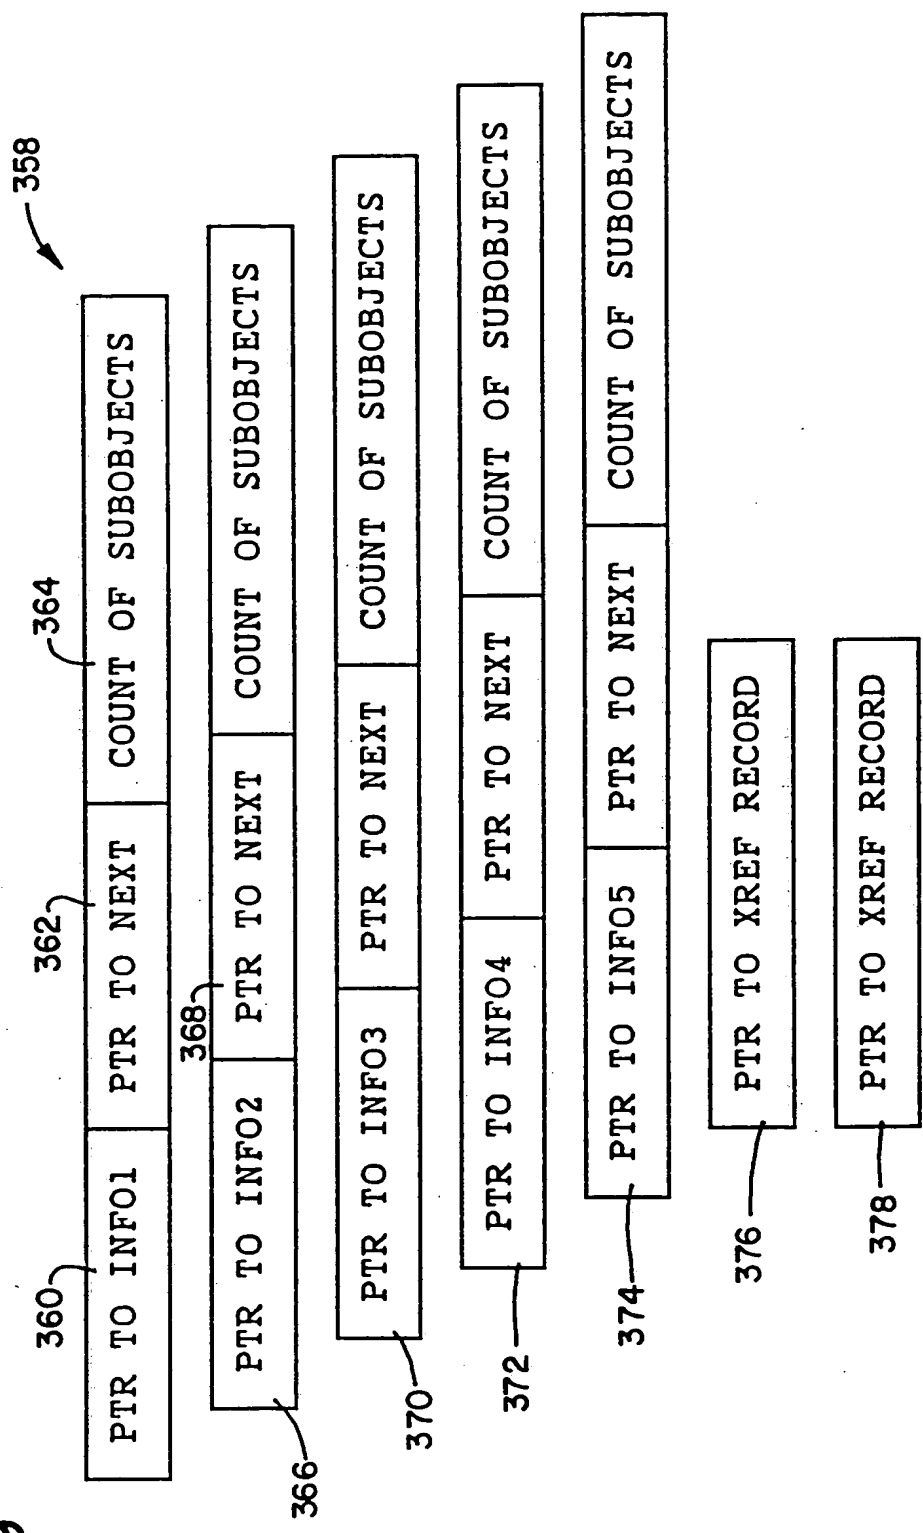 358
360 362 364
PTR TO INFO1 PTR TO NEXT COUNT OF SUBOBJECTS
366 368
PTR TO INFO2 PTR TO NEXT COUNT OF SUBOBJECTS
370
PTR TO INFO3 PTR TO NEXT COUNT OF SUBOBJECTS
372
PTR TO INFO4 PTR TO NEXT COUNT OF SUBOBJECTS
374
PTR TO INFO5 PTR TO NEXT COUNT OF SUBOBJECTS
376
PTR TO XREF RECORD
378
PTR TO XREF RECORD